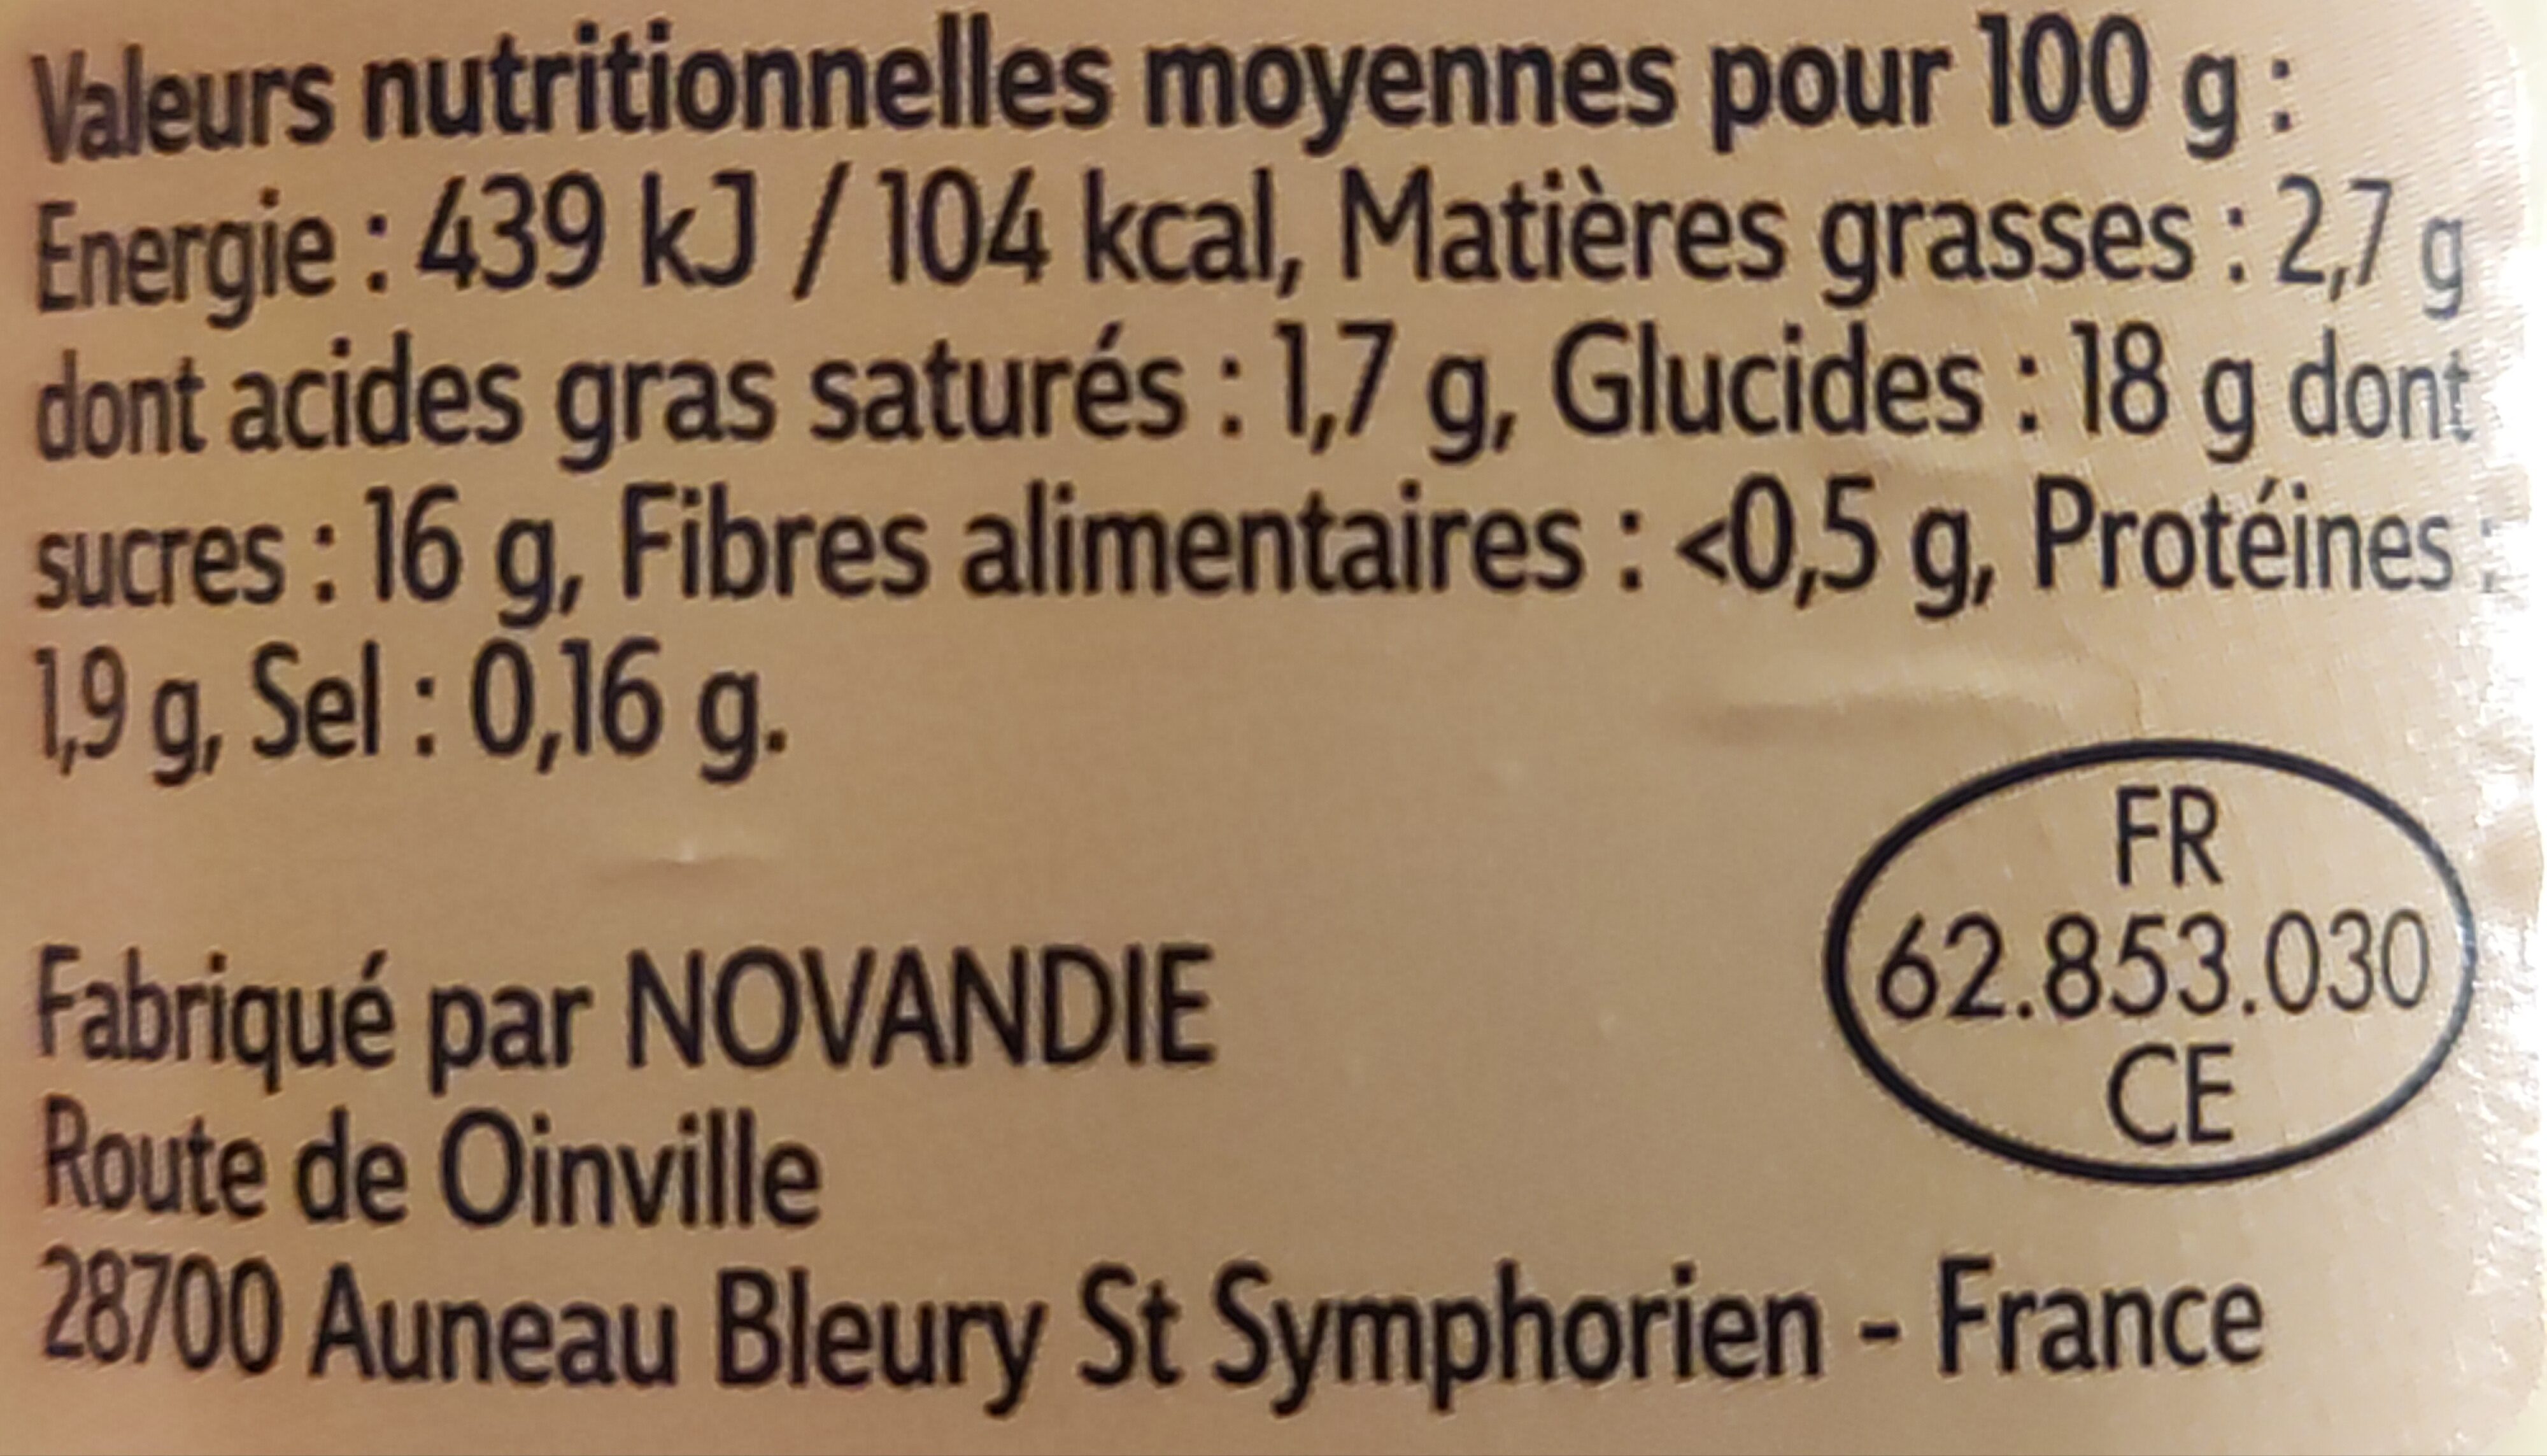 Valeurs nutritionnelles moyennes pour 100 g :
Energie : 439 kJ / 104 kcal, Matières grasses : 2,7 g
dont acides gras saturés : 1,7 g, Glucides : 18 g dont
sucres : 16 g, Fibres alimentaires : <0,5 g, Protéines :
1,9 g, Sel : 0,16 g.
FR
62.853.030
CE
Fabriqué par NOVANDIE
Route de Oinville
28700 Auneau Bleury St Symphorien - France